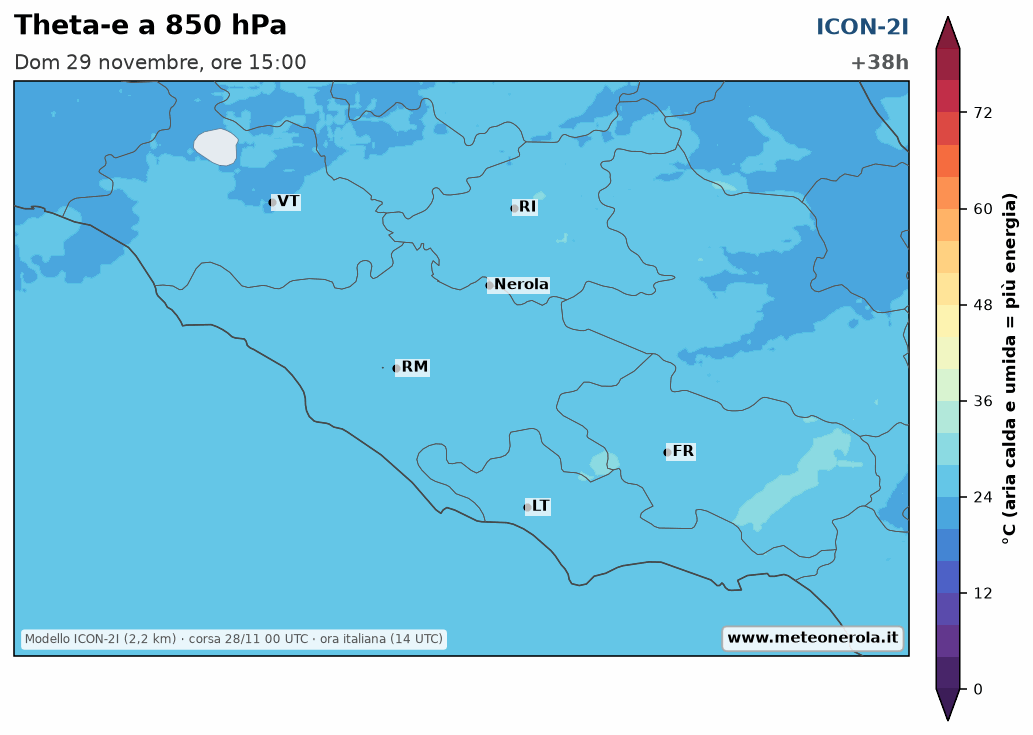 Theta-e a 850 hPa
ICON-2I
Dom 29 novembre, ore 15:00
+38h
VT
RI
Nerola
RM
FR
LT
Modello ICON-2I (2,2 km) · corsa 28/11 00 UTC · ora italiana (14 UTC)
www.meteonerola.it
72
60
48
36
24
12
0
°C (aria calda e umida = più energia)